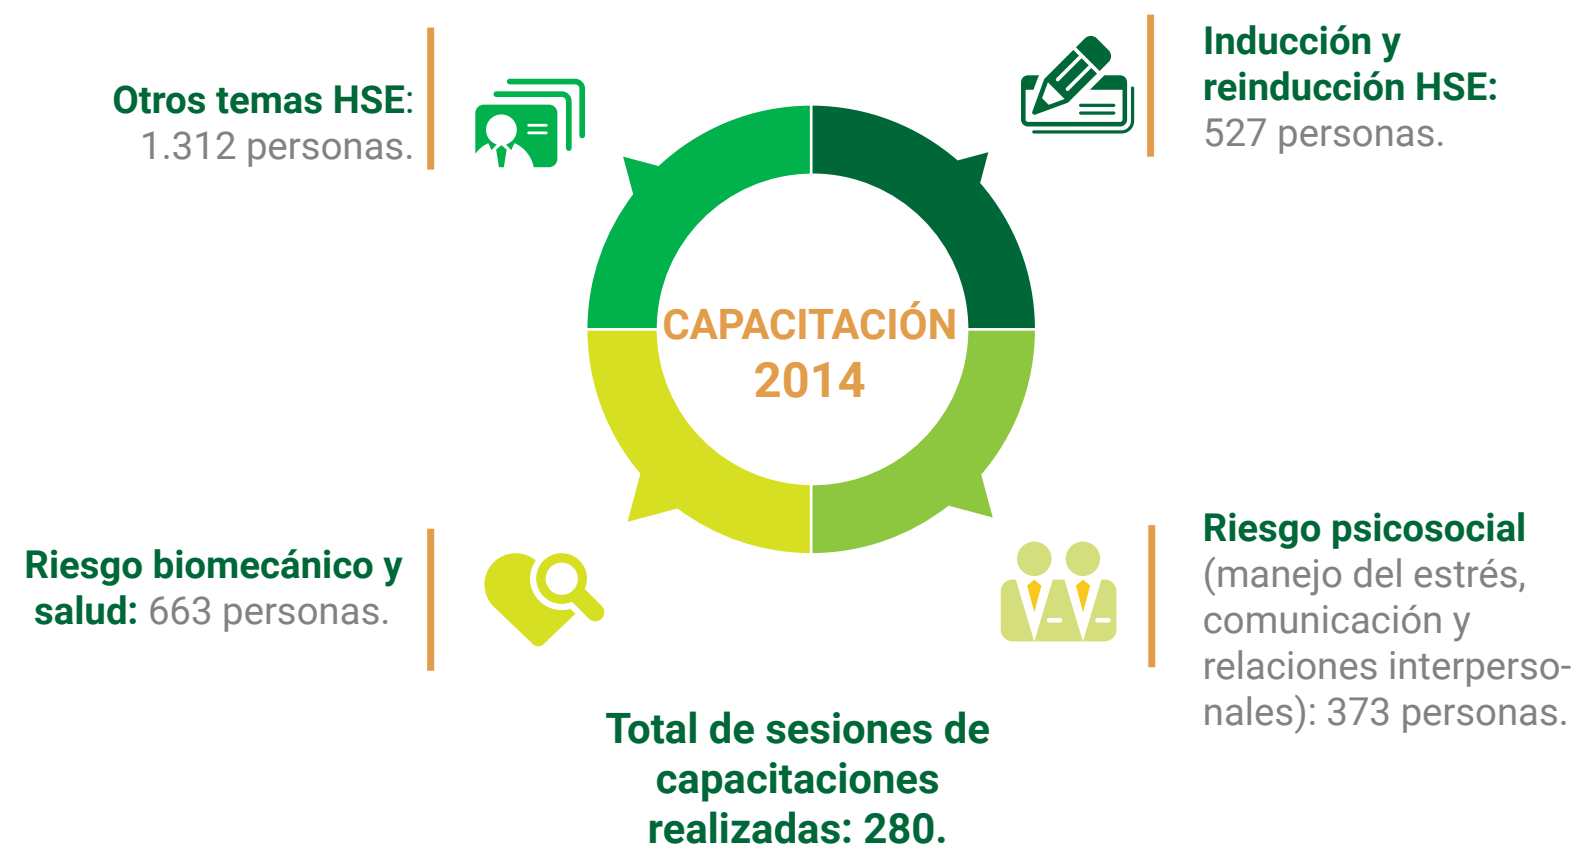 Otros temas HSE:
1.312 personas.
Inducción y
reinducción HSE:
527 personas.
CAPACITACIÓN
2014
Riesgo biomecánico y
salud: 663 personas.
Riesgo psicosocial
(manejo del estrés,
comunicación y
relaciones interperso-
nales): 373 personas.
Total de sesiones de
capacitaciones
realizadas: 280.